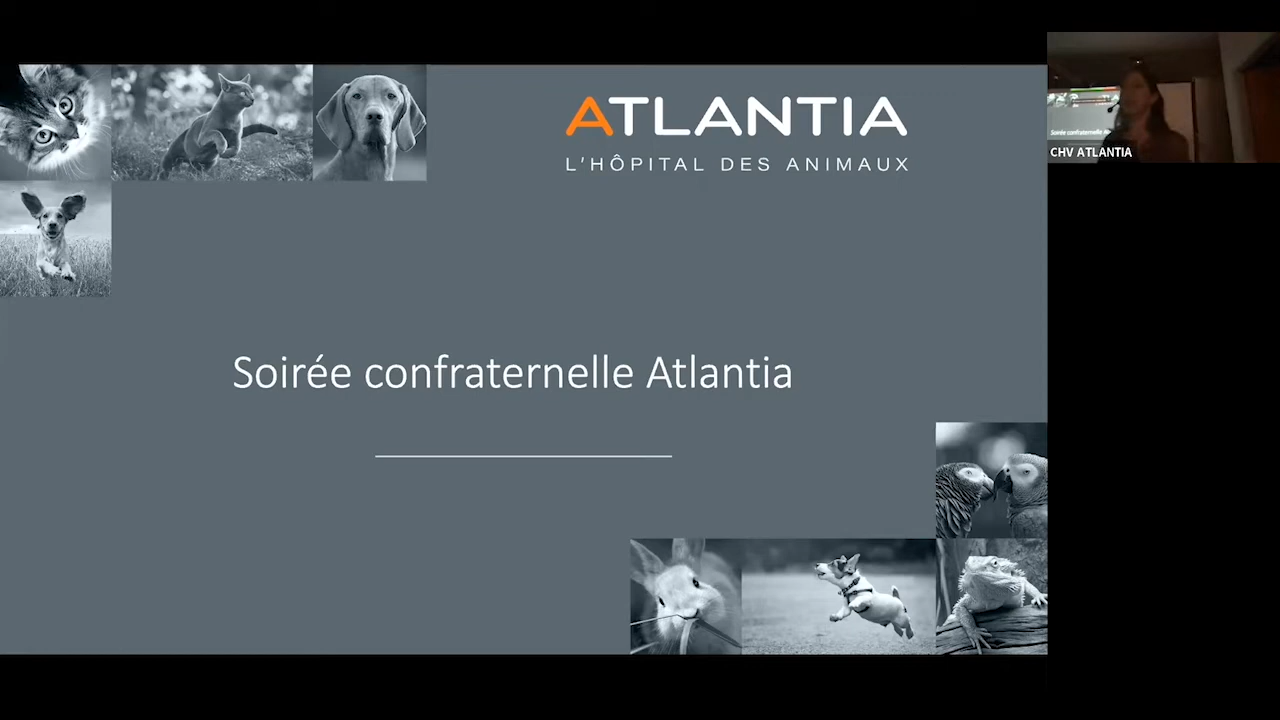 ATLANTIA
L'HÔPITAL DES ANIMAUX
CHV ATLANTIA
Soirée confraternelle Atlantia